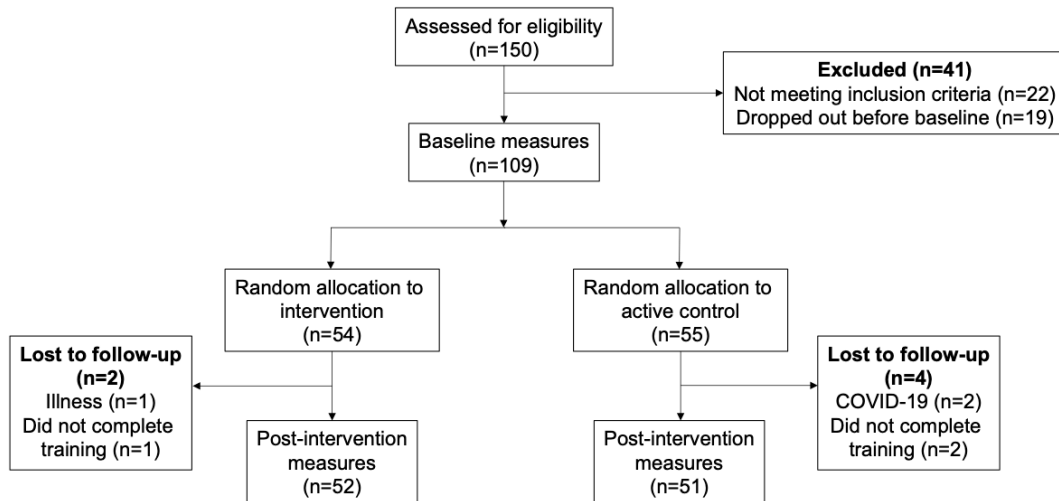 Assessed for eligibility
(n=150)
Excluded (n=41)
Not meeting inclusion criteria (n=22)
Dropped out before baseline (n=19)
Baseline measures
(n=109)
Random allocation to
intervention
(n=54)
Random allocation to
active control
(n=55)
Lost to follow-up
(n=2)
Illness (n=1)
Did not complete
training (n=1)
Lost to follow-up
(n=4)
COVID-19 (n=2)
Did not complete
training (n=2)
Post-intervention
measures
(n=52)
Post-intervention
measures
(n=51)